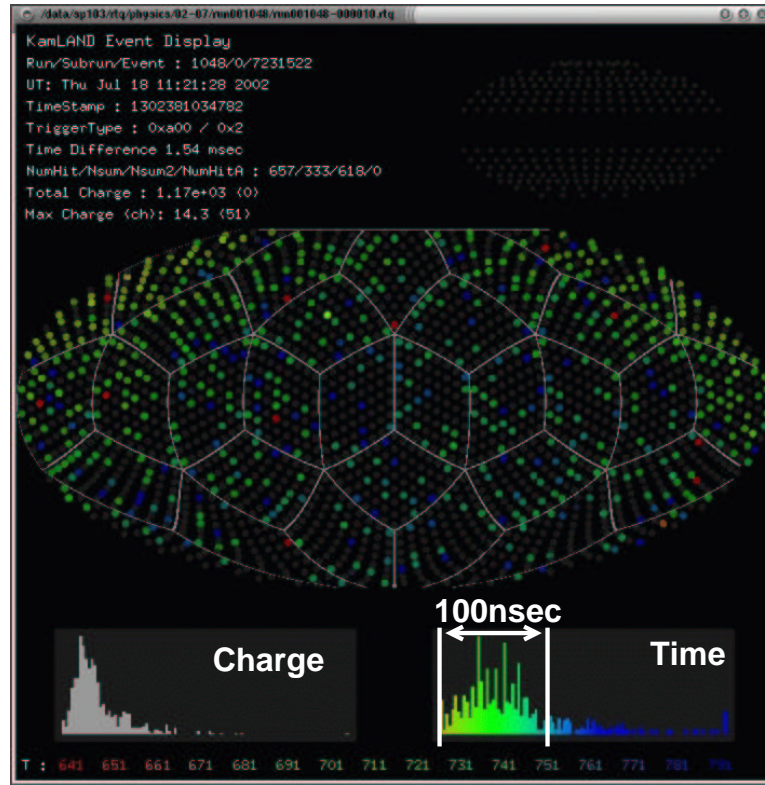 /data/sp103/rtq/physics/02-07/run001048/run001048-000010.rtq
KamLAND Event Display
Run/Subrun/Event : 1048/0/7231522
UT: Thu Jul 18 11:21:28 2002
TimeStamp : 1302381034782
TriggerType : 0xa00 / 0x2
Time Difference 1.54 msec
NumHit/Nsum/Nsum2/NumHitA : 657/333/618/0
Total Charge : 1.17e+03 (0)
Max Charge (ch): 14.3 (51)
100nsec
Charge
Time
T : 641 651 661 671 681 691 701 711 721 731 741 751 761 771 781 791